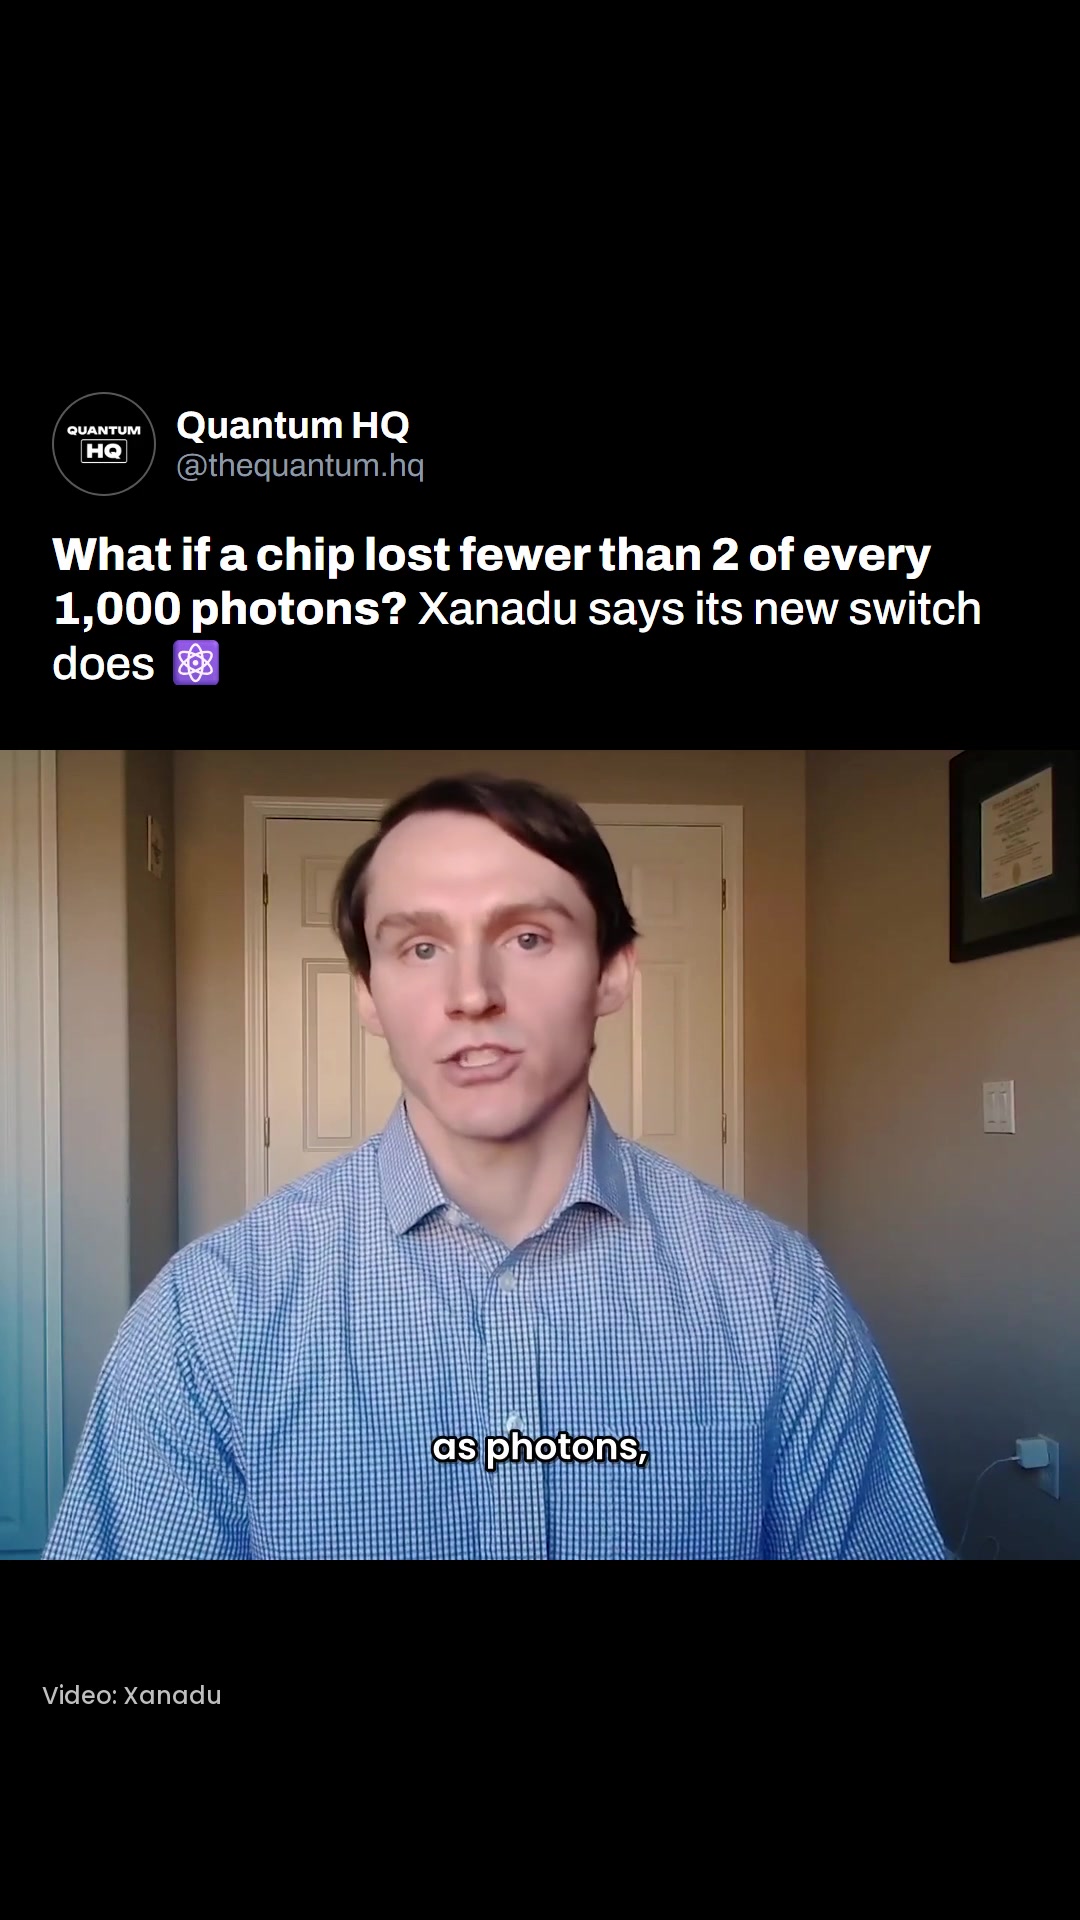 QUANTUM
HQ
Quantum HQ
@thequantum.hq
What if a chip lost fewer than 2 of every
1,000 photons? Xanadu says its new switch
does ⚛️
as photons,
Video: Xanadu